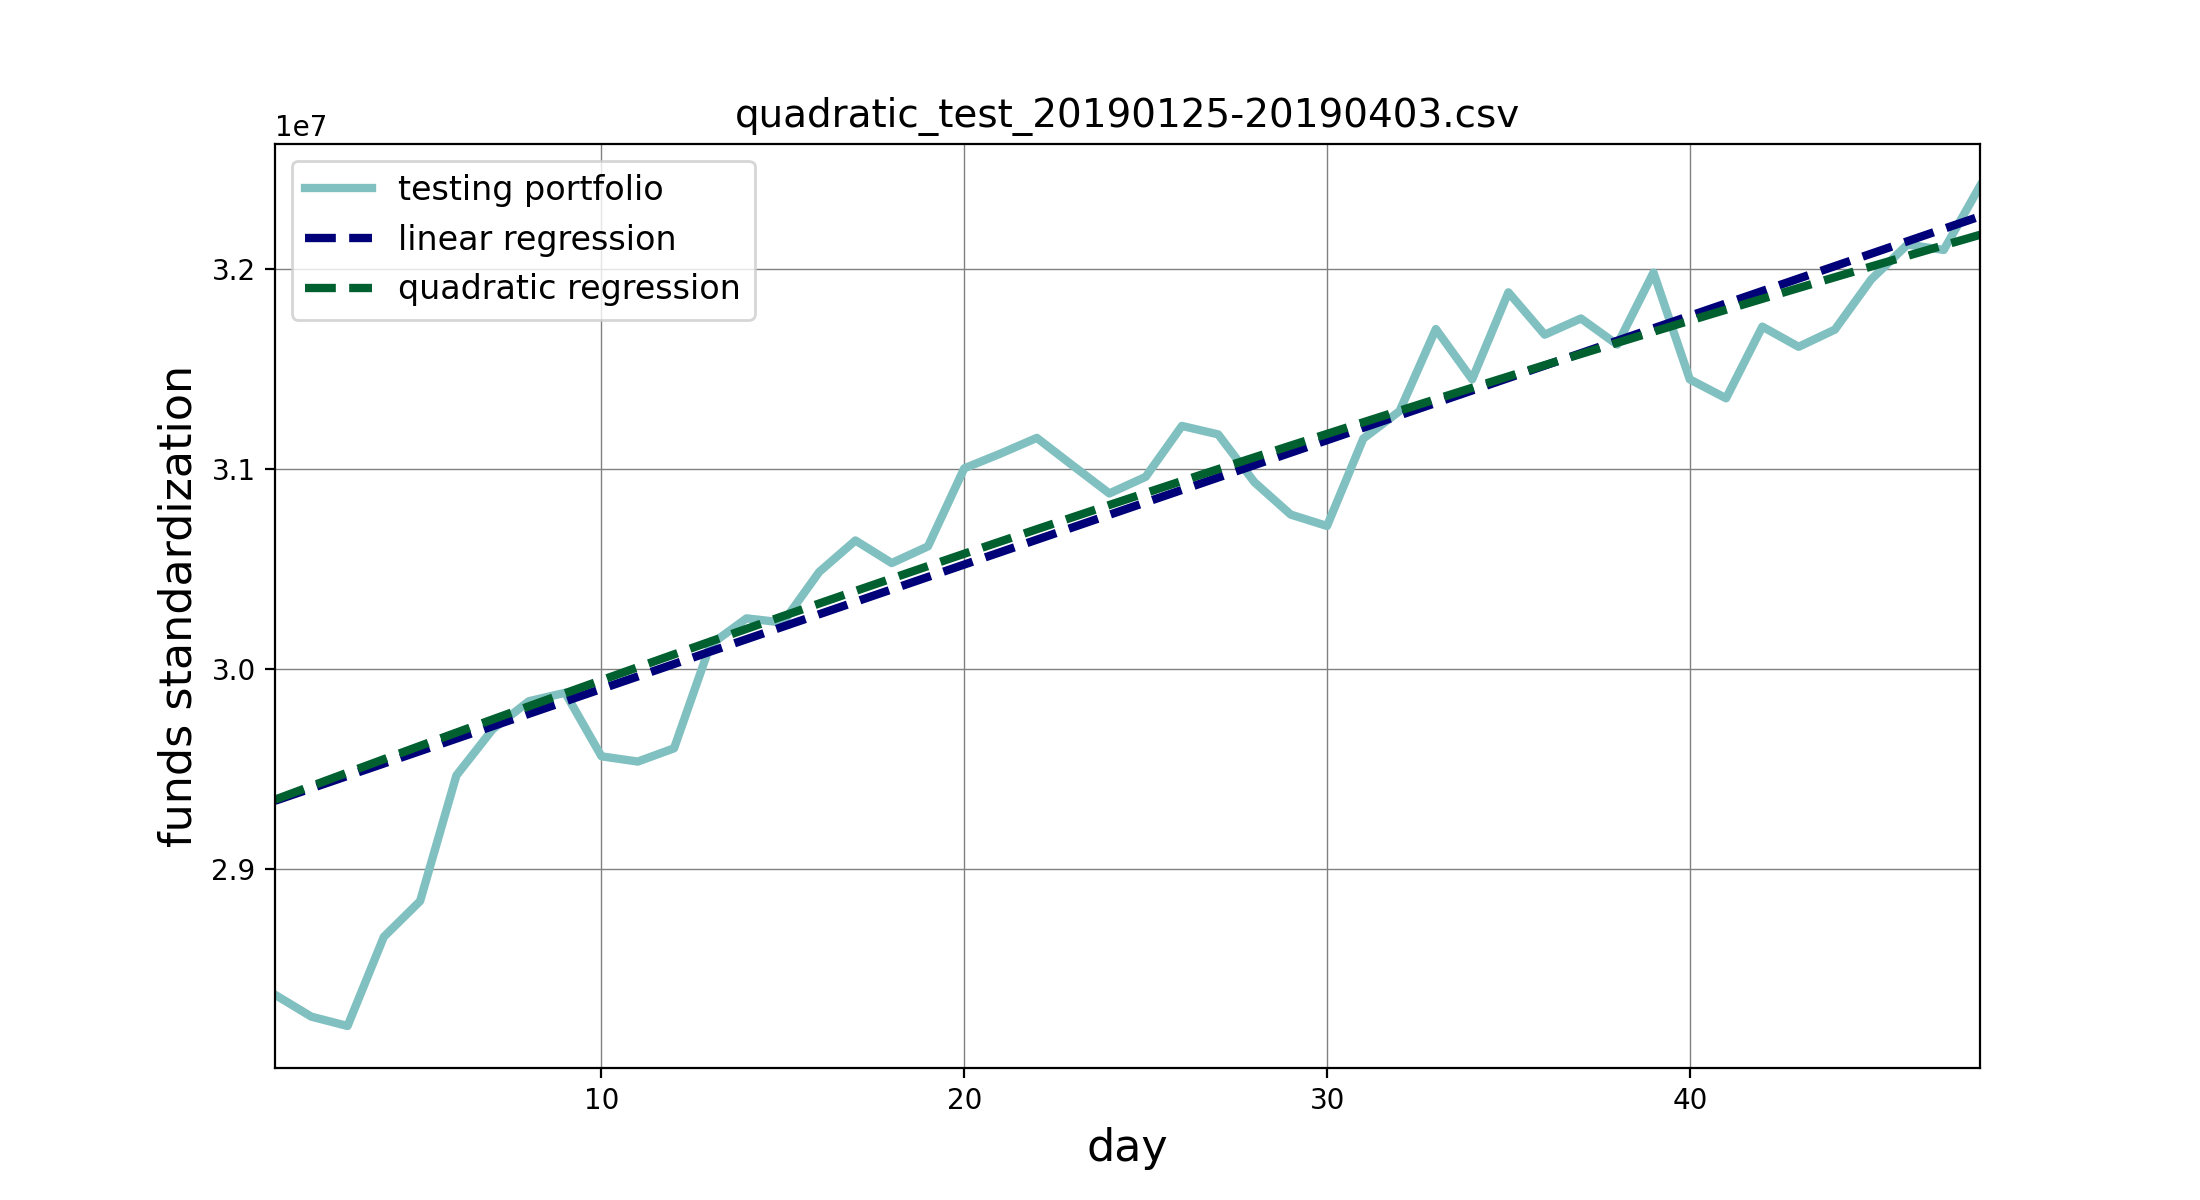 quadratic_test_20190125-20190403.csv
1e7
testing portfolio
linear regression
quadratic regression
3.2
3.1
3.0
2.9
funds standardization
10
20
30
40
day